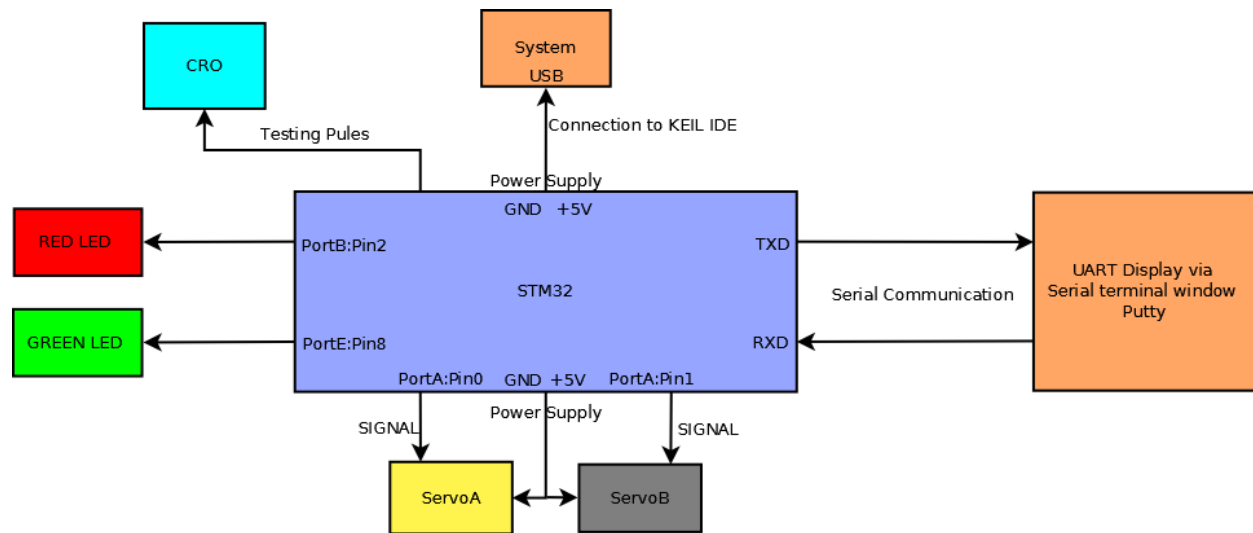 CRO
System
USB
Testing Pules
Connection to KEIL IDE
Power Supply
GND +5V
RED LED
PortB:Pin2
TXD
STM32
UART Display via
Serial terminal window
Putty
Serial Communication
GREEN LED
PortE:Pin8
RXD
PortA:Pin0
GND +5V
PortA:Pin1
Power Supply
SIGNAL
SIGNAL
ServoA
ServoB